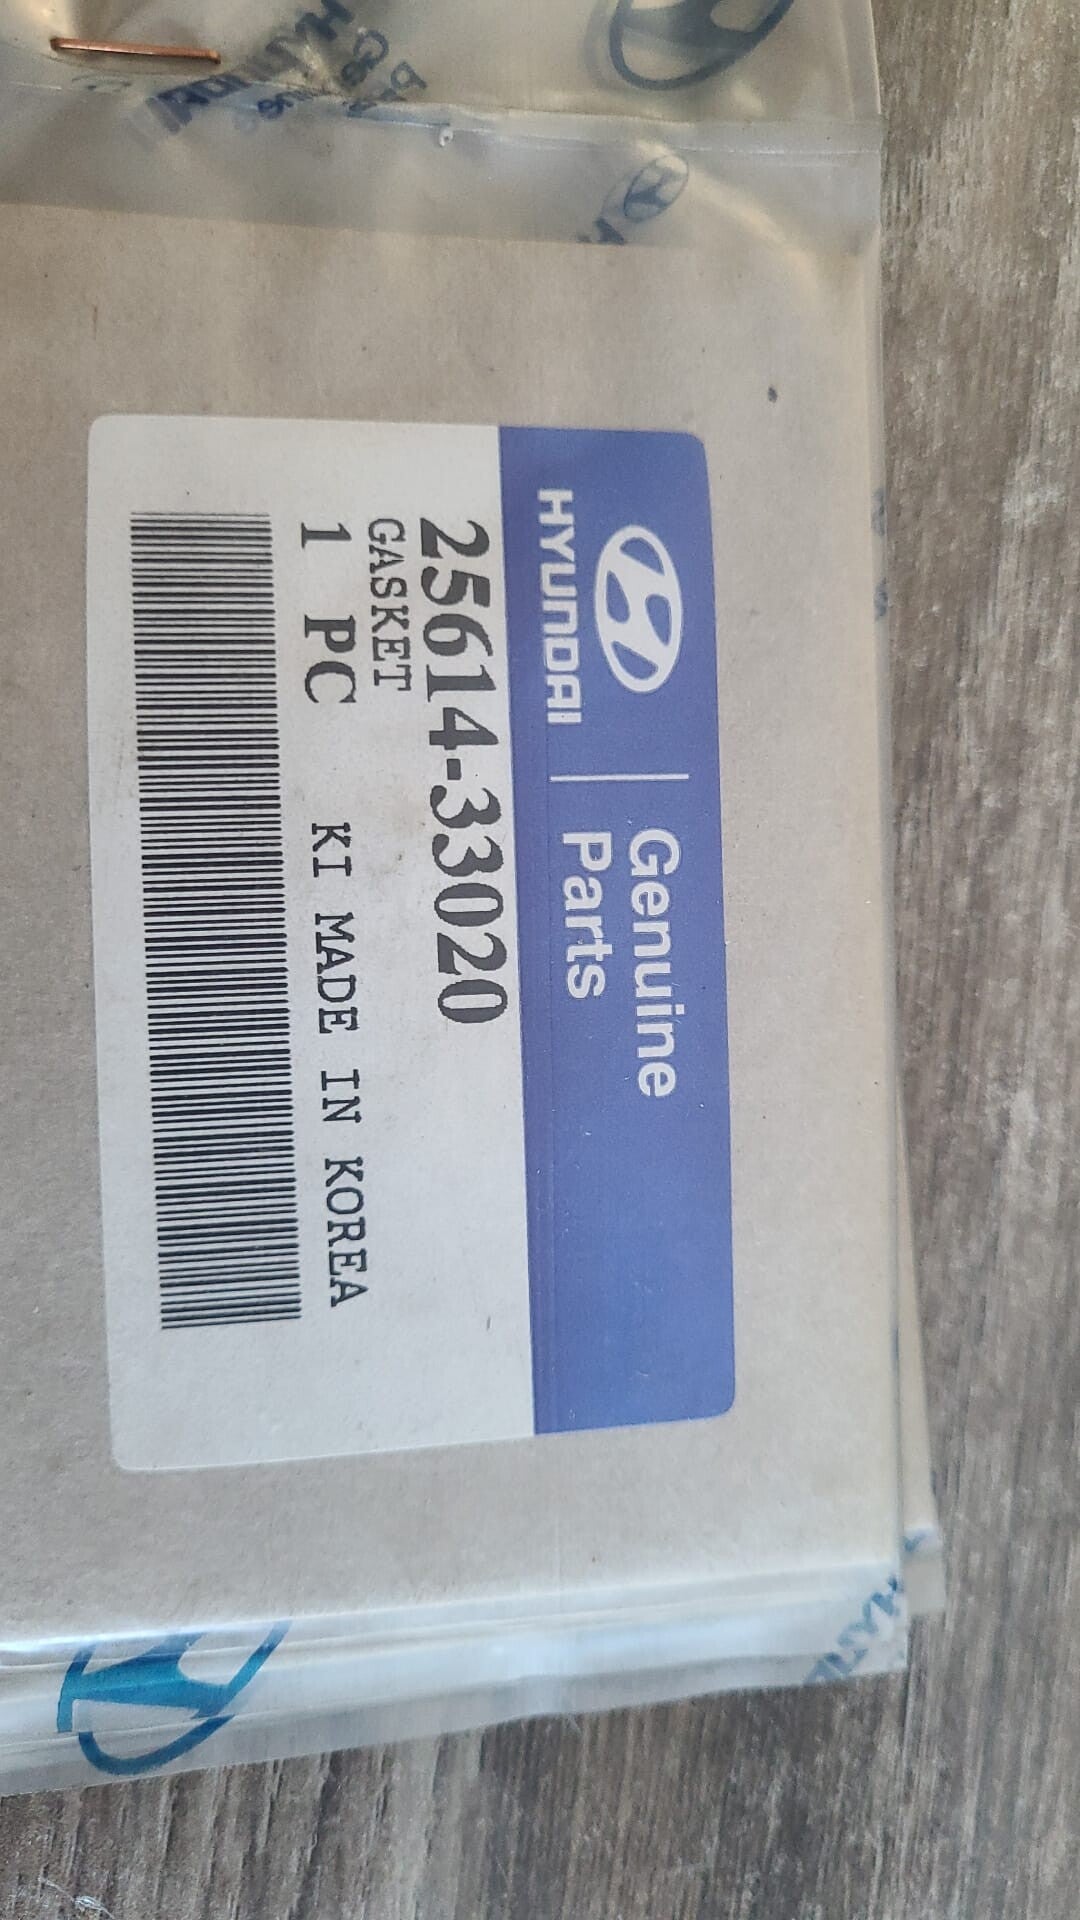 HYUNDAI
Genuine
Parts
25614-33020
GASKET
1 PC KI MADE IN KOREA